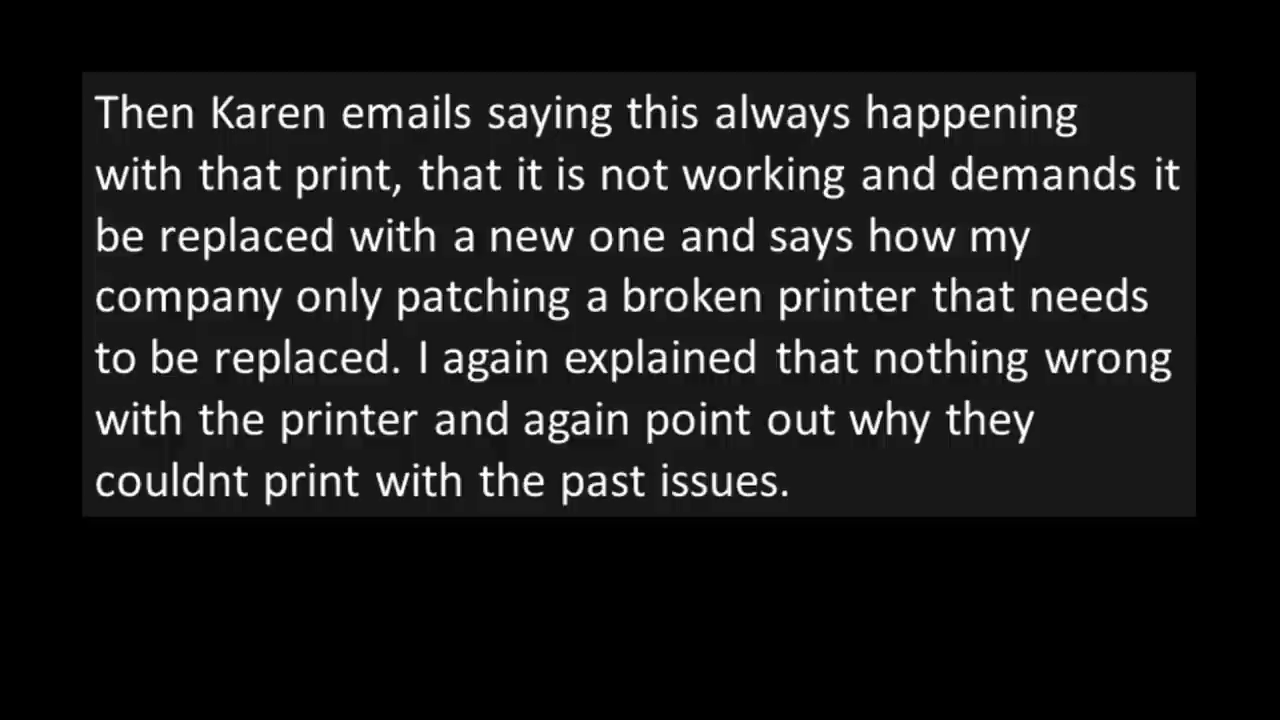 Then Karen emails saying this always happening
with that print, that it is not working and demands it
be replaced with a new one and says how my
company only patching a broken printer that needs
to be replaced. I again explained that nothing wrong
with the printer and again point out why they
couldnt print with the past issues.